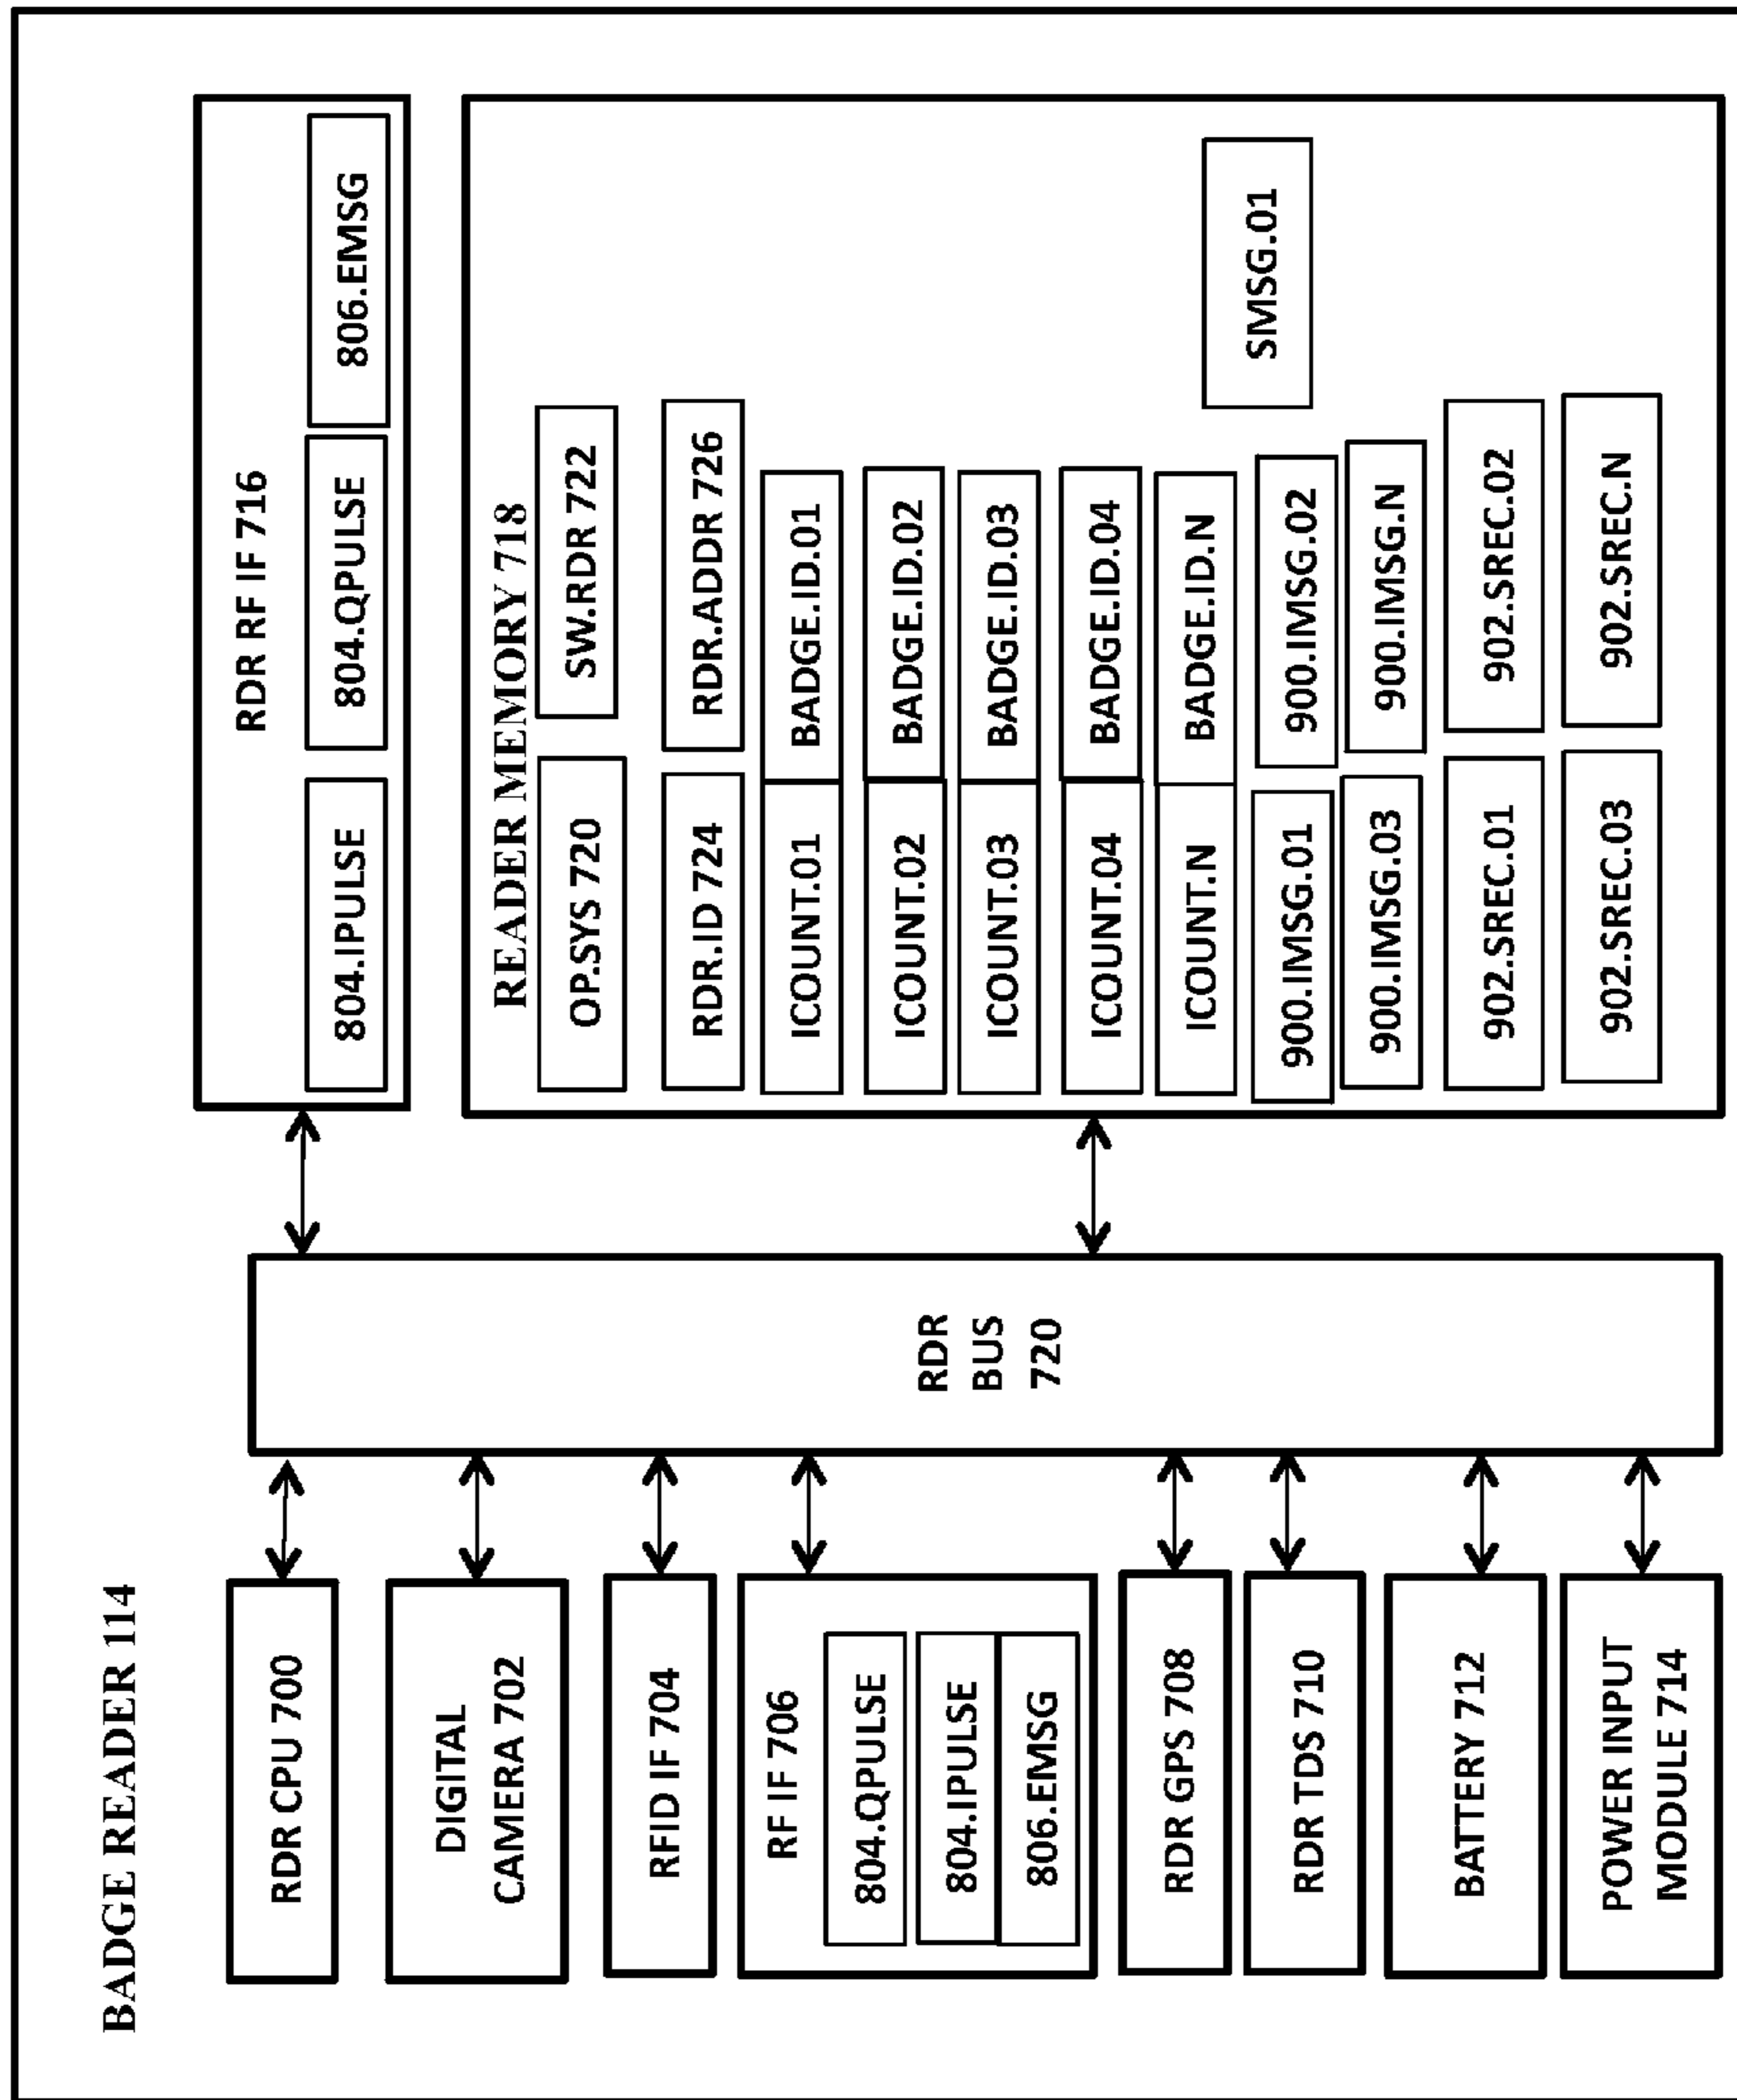 BADGE READER 114
RDR CPU 700
DIGITAL
CAMERA 702
RFID IF 704
RF IF 706
804.QPULSE
804.IPULSE
806.EMSG
RDR GPS 708
RDR TDS 710
BATTERY 712
POWER INPUT
MODULE 714
RDR
BUS
720
RDR RF IF 716
804.IPULSE
804.QPULSE
806.EMSG
READER MEMORY 718
OP.SYS 720
SW.RDR 722
RDR.ID 724
RDR.ADDR 726
ICOUNT.01
BADGE.ID.01
ICOUNT.02
BADGE.ID.02
ICOUNT.03
BADGE.ID.03
ICOUNT.04
BADGE.ID.04
ICOUNT.N
BADGE.ID.N
900.IMSG.01
900.IMSG.02
900.IMSG.03
900.IMSG.N
SMSG.01
902.SREC.01
902.SREC.02
902.SREC.03
902.SREC.N